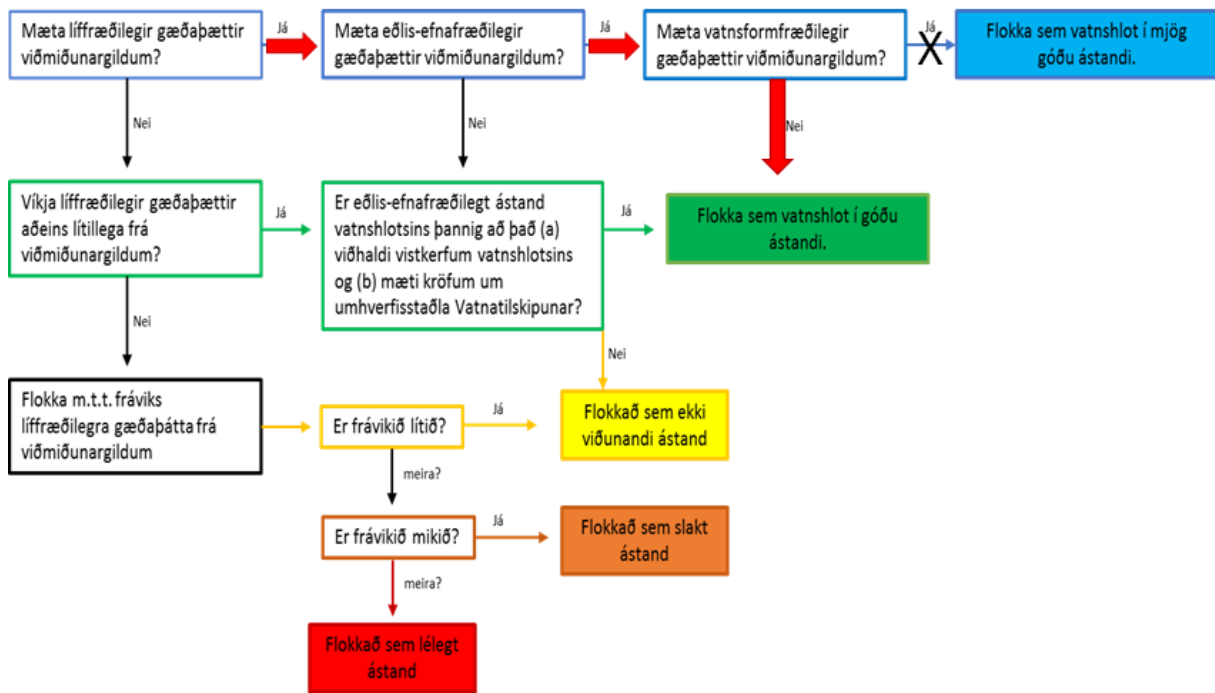 Mæta líffræðilegir gæðaþættir
viðmiðunargildum?
Já
Mæta eðlis-efnafræðilegir
gæðaþættir viðmiðunargildum?
Já
Mæta vatnsformfræðilegir
gæðaþættir viðmiðunargildum?
Já
X
Flokka sem vatnshlot í mjög
góðu ástandi.
Nei
Nei
Nei
Víkja líffræðilegir gæðaþættir
aðeins lítillega frá
viðmiðunargildum?
Já
Er eðlis-efnafræðilegt ástand
vatnshlotsins þannig að það (a)
viðhaldi vistkerfum vatnshlotsins
og (b) mæti kröfum um
umhverfisstaðla Vatnatilskipunar?
Já
Flokka sem vatnshlot í góðu
ástandi.
Nei
Nei
Flokka m.t.t. fráviks
líffræðilegra gæðaþátta frá
viðmiðunargildum
Er frávikið lítið?
Já
Flokkað sem ekki
viðunandi ástand
meira?
Er frávikið mikið?
Já
Flokkað sem slakt
ástand
meira?
Flokkað sem lélegt
ástand